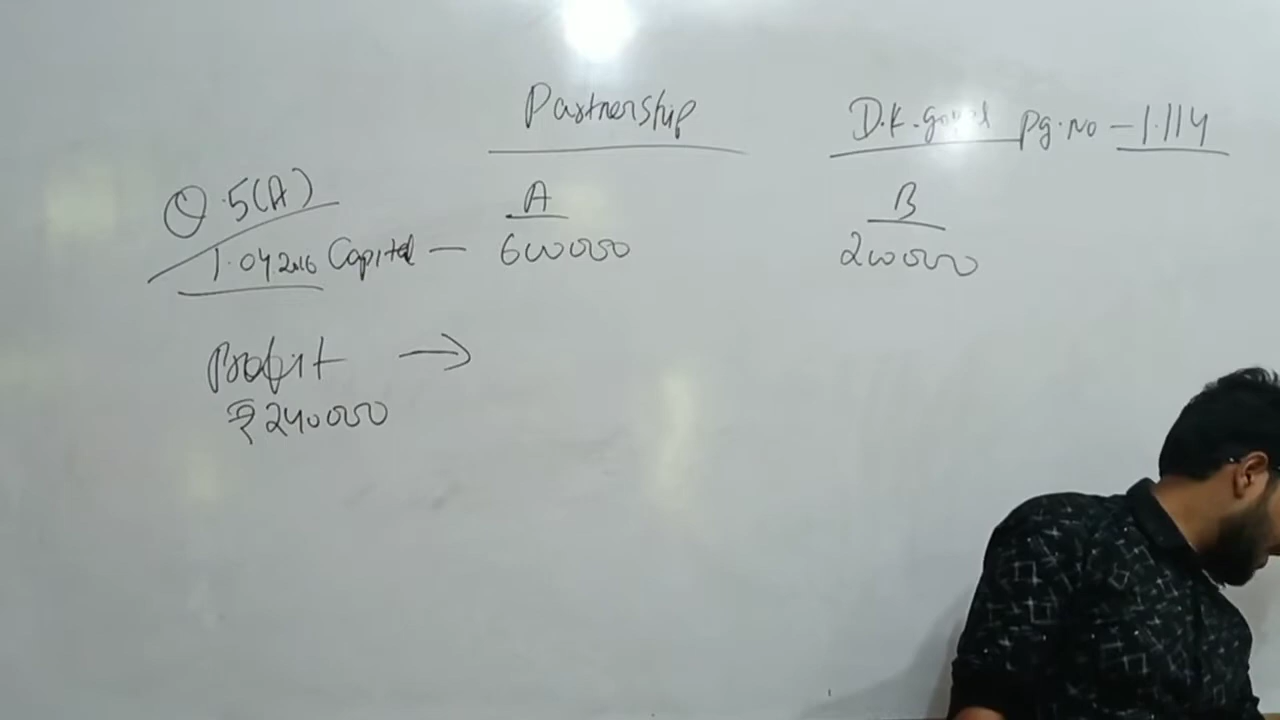 Partnership
D.K. goyal Pg.No - 1.114
Q.5(A)
A
B
1.04 2016 Capital - 600000
200000
Profit →
₹240000